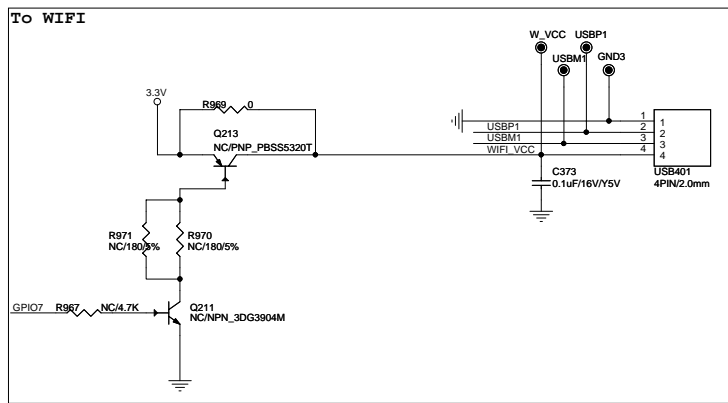 To WIFI
W_VCC USBP1
USBM1 GND3
3.3V
R969 0
Q213
NC/PNP_PBSS5320T
1 1
USBP1 2 2
USBM1 3 3
WIFI_VCC 4 4
USB401
4PIN/2.0mm
C373
0.1uF/16V/Y5V
R971
NC/180/5%
R970
NC/180/5%
GPIO7 R967 NC/4.7K
Q211
NC/NPN_3DG3904M